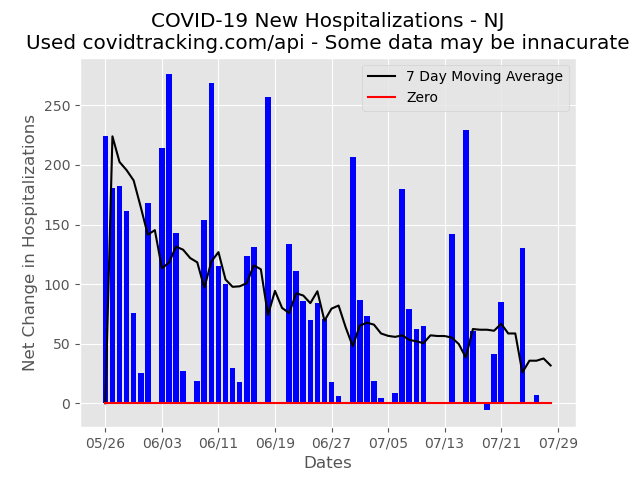 COVID-19 New Hospitalizations - NJ
Used covidtracking.com/api - Some data may be innacurate
7 Day Moving Average
Zero
Net Change in Hospitalizations
250
200
150
100
50
0
05/26 06/03 06/11 06/19 06/27 07/05 07/13 07/21 07/29
Dates